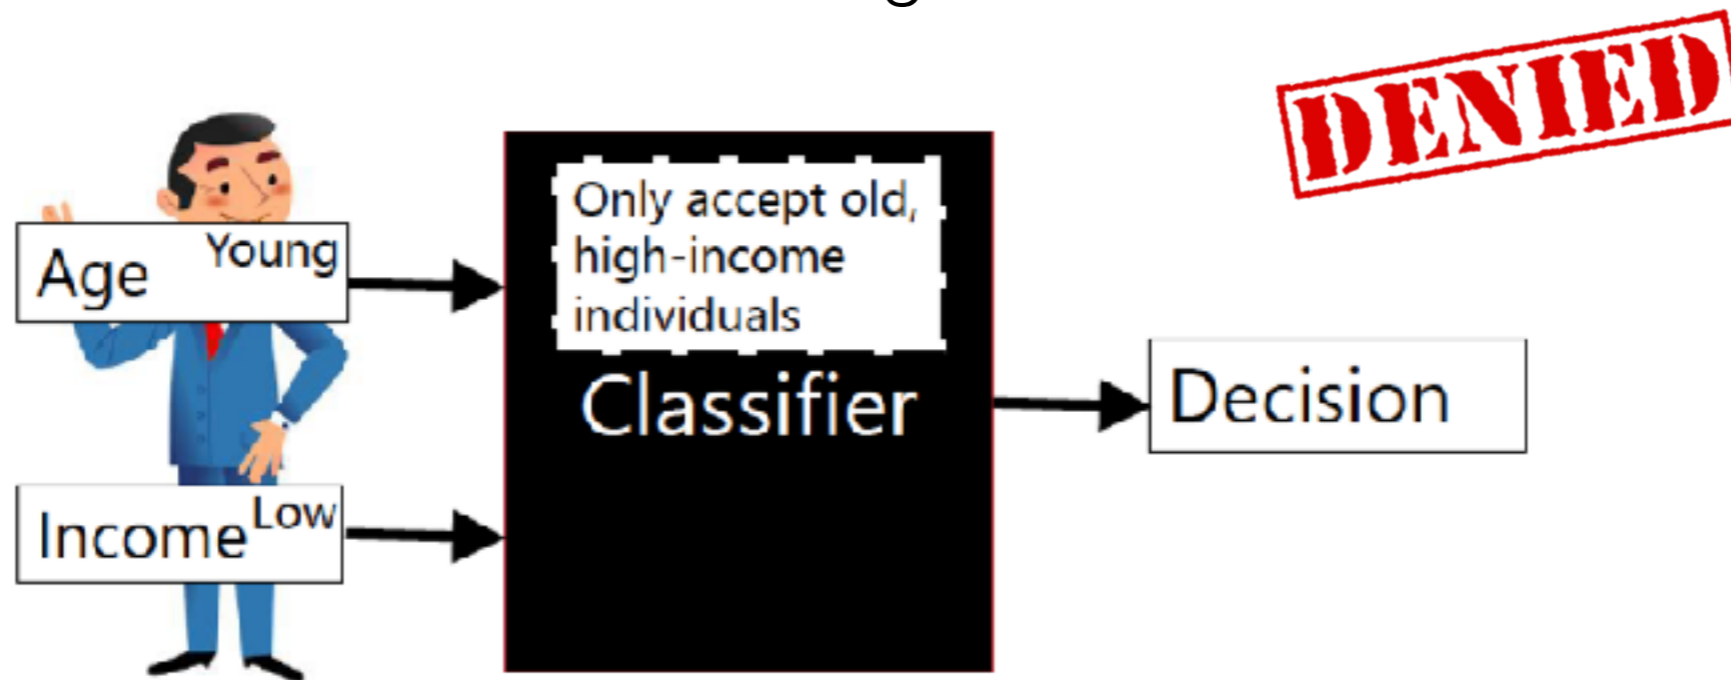 DENIED
Young
Age
Only accept old,
high-income
individuals
Classifier
Decision
Low
Income